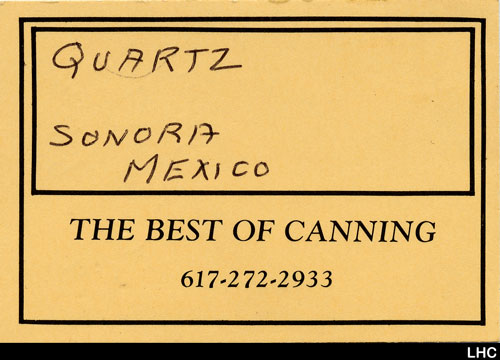 QUARTZ
SONORA
MEXICO
THE BEST OF CANNING
617-272-2933
LHC